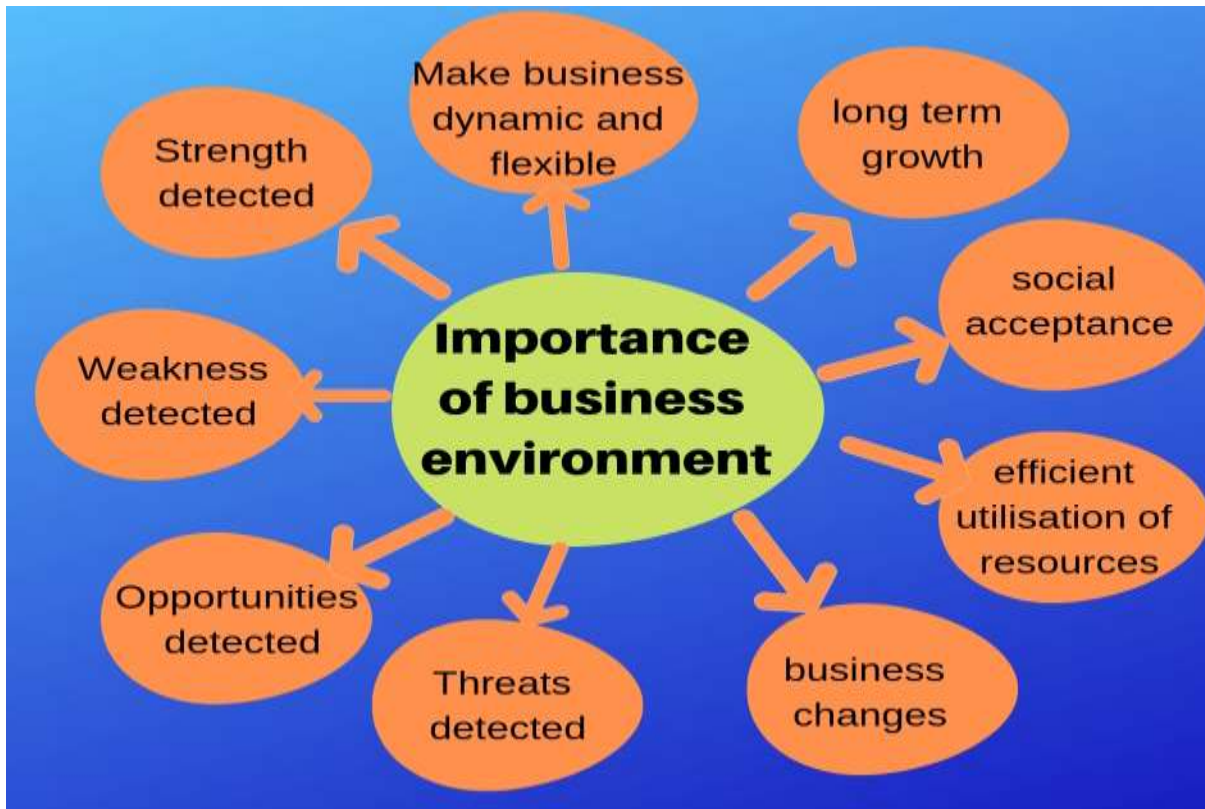 Make business
dynamic and
flexible
long term
growth
Strength
detected
social
acceptance
Importance
of business
environment
Weakness
detected
efficient
utilisation of
resources
Opportunities
detected
Threats
detected
business
changes